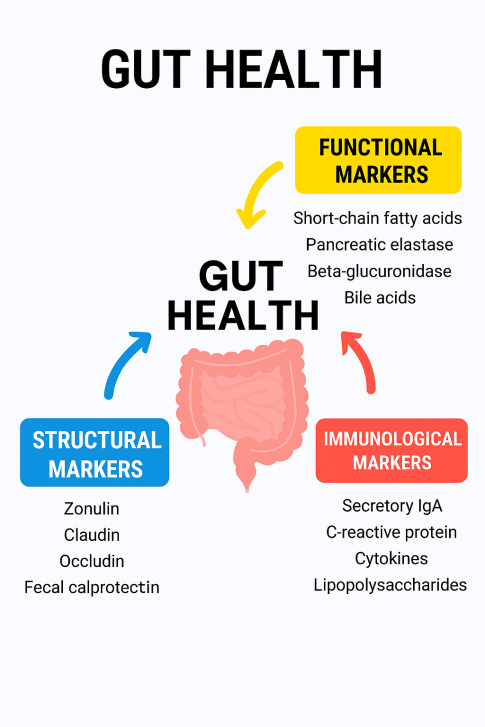 GUT HEALTH
FUNCTIONAL
MARKERS
Short-chain fatty acids
Pancreatic elastase
Beta-glucuronidase
Bile acids
GUT
HEALTH
STRUCTURAL
MARKERS
Zonulin
Claudin
Occludin
Fecal calprotectin
IMMUNOLOGICAL
MARKERS
Secretory IgA
C-reactive protein
Cytokines
Lipopolysaccharides